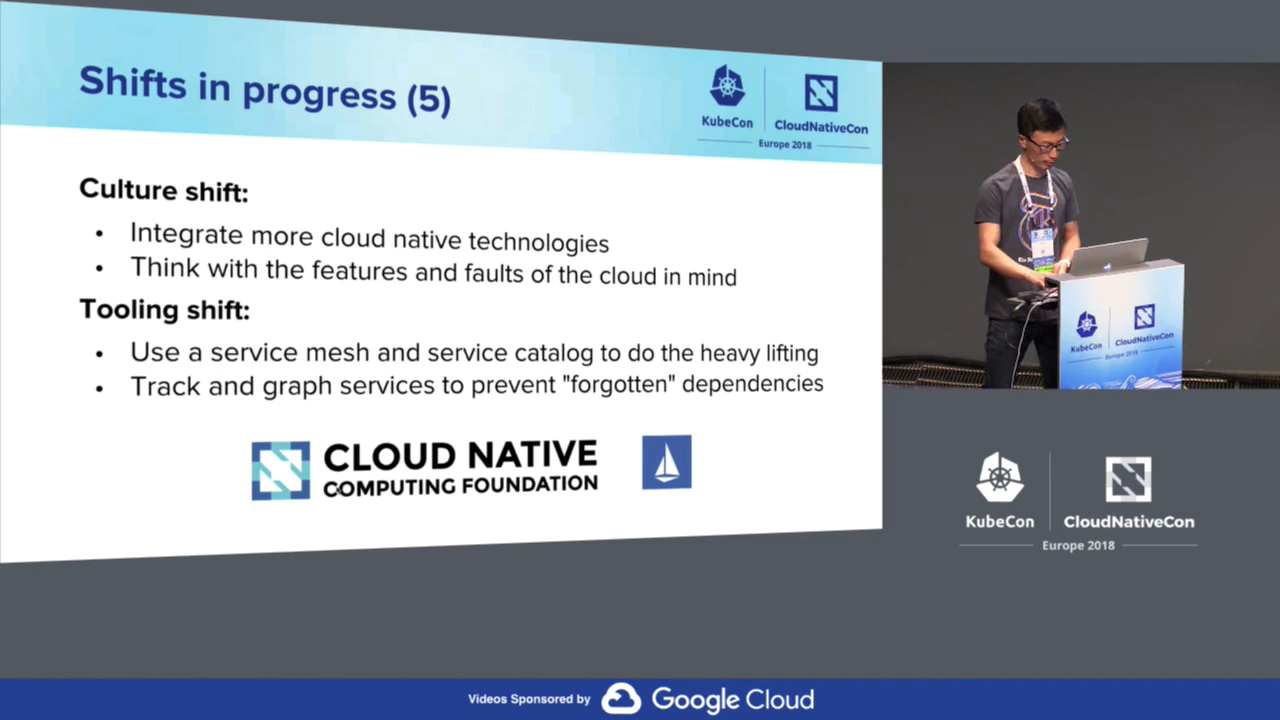 Shifts in progress (5)
KubeCon
CloudNativeCon
Europe 2018
Culture shift:
• Integrate more cloud native technologies
• Think with the features and faults of the cloud in mind
Tooling shift:
• Use a service mesh and service catalog to do the heavy lifting
• Track and graph services to prevent "forgotten" dependencies
CLOUD NATIVE
COMPUTING FOUNDATION
KubeCon
CloudNativeCon
Europe 2018
KubeCon
CloudNativeCon
Europe 2018
Videos Sponsored by
Google Cloud